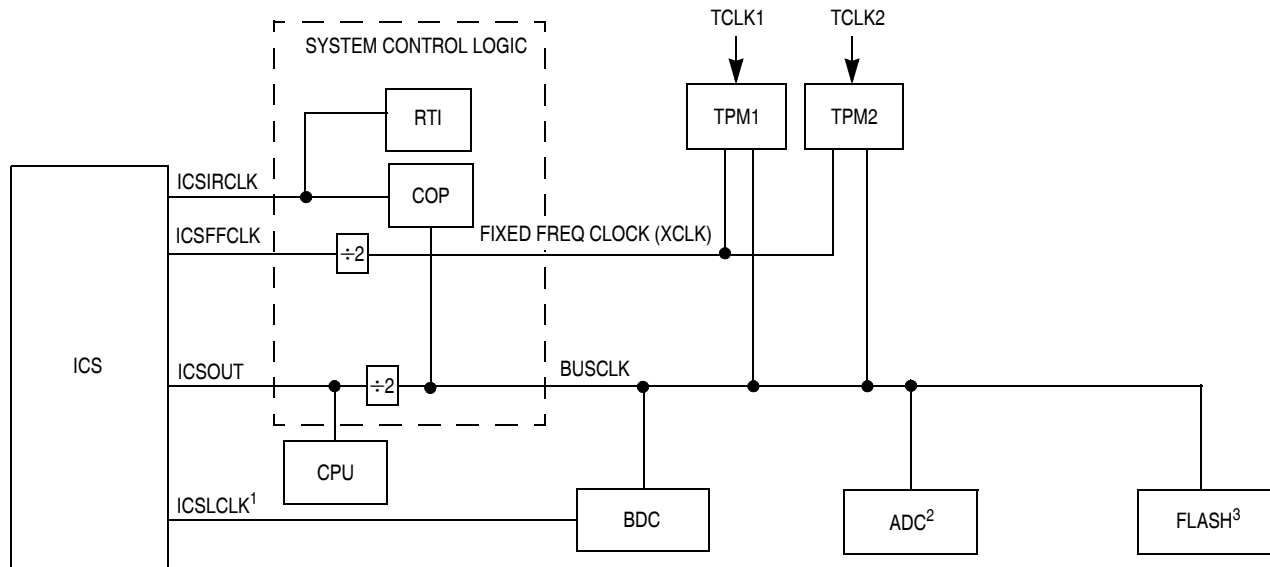 TCLK1
TCLK2
SYSTEM CONTROL LOGIC
RTI
TPM1
TPM2
ICSIRCLK
COP
ICSFFCLK
÷2
FIXED FREQ CLOCK (XCLK)
ICS
ICSOUT
÷2
BUSCLK
CPU
ICSLCLK¹
BDC
ADC²
FLASH³